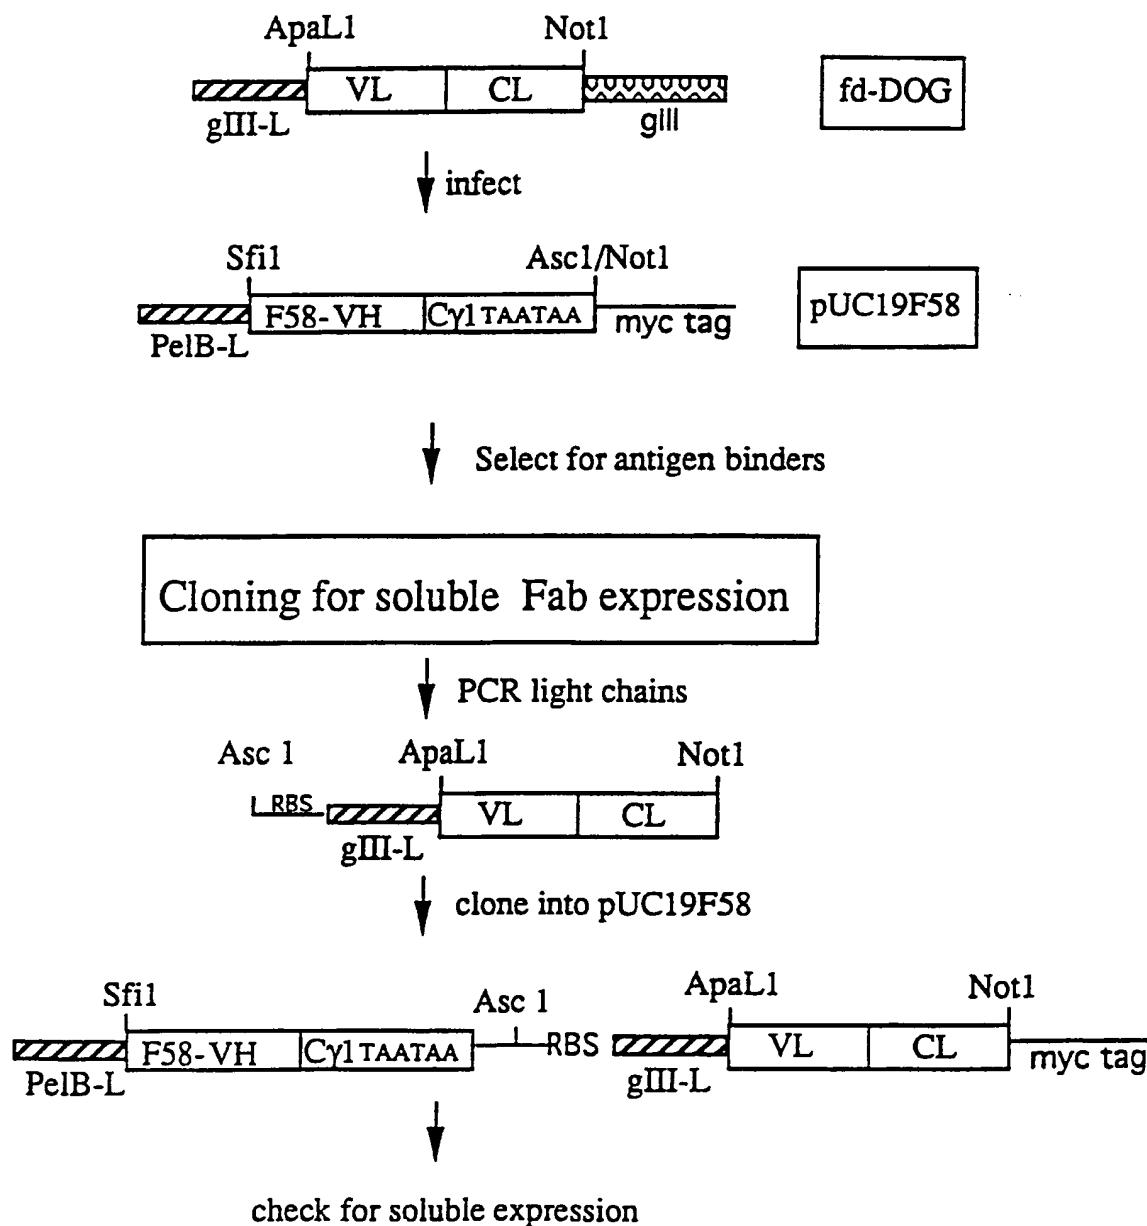 ApaL1 Not1
VL CL
gIII-L gIII
fd-DOG
infect
Sfi1 Asc1/Not1
F58-VH Cγ1 TAATAA
PelB-L myc tag
pUC19F58
Select for antigen binders
Cloning for soluble Fab expression
PCR light chains
Asc 1 ApaL1 Not1
RBS VL CL
gIII-L
clone into pUC19F58
Sfi1 Asc 1 ApaL1 Not1
F58-VH Cγ1 TAATAA RBS VL CL
PelB-L gIII-L myc tag
check for soluble expression